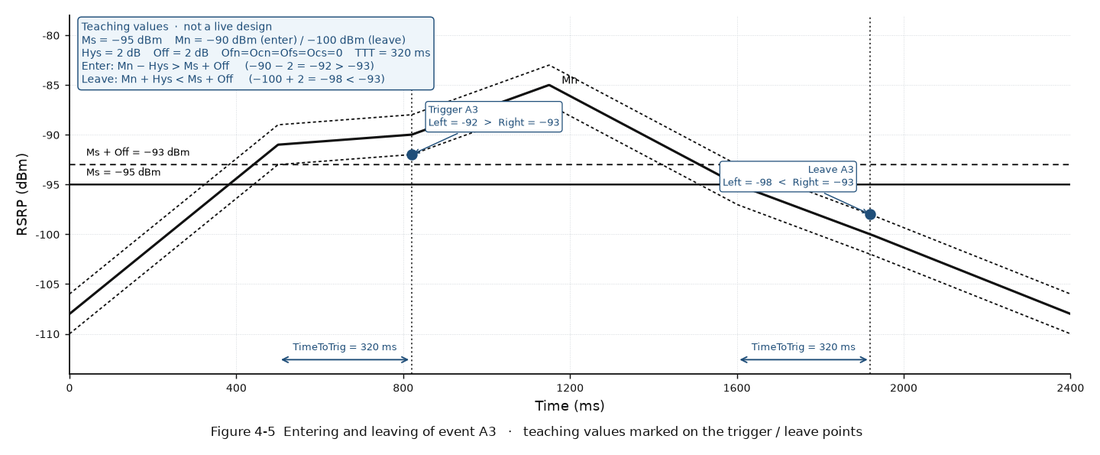 Teaching values · not a live design
Ms = −95 dBm Mn = −90 dBm (enter) / −100 dBm (leave)
Hys = 2 dB Off = 2 dB Ofn=Ocn=Ofs=Ocs=0 TTT = 320 ms
Enter: Mn − Hys > Ms + Off (−90 − 2 = −92 > −93)
Leave: Mn + Hys < Ms + Off (−100 + 2 = −98 < −93)
Mn
Trigger A3
Left = -92 > Right = −93
Ms + Off = −93 dBm
Ms = −95 dBm
Leave A3
Left = -98 < Right = −93
TimeToTrig = 320 ms
TimeToTrig = 320 ms
RSRP (dBm)
-80
-85
-90
-95
-100
-105
-110
0 400 800 1200 1600 2000 2400
Time (ms)
Figure 4-5 Entering and leaving of event A3 · teaching values marked on the trigger / leave points